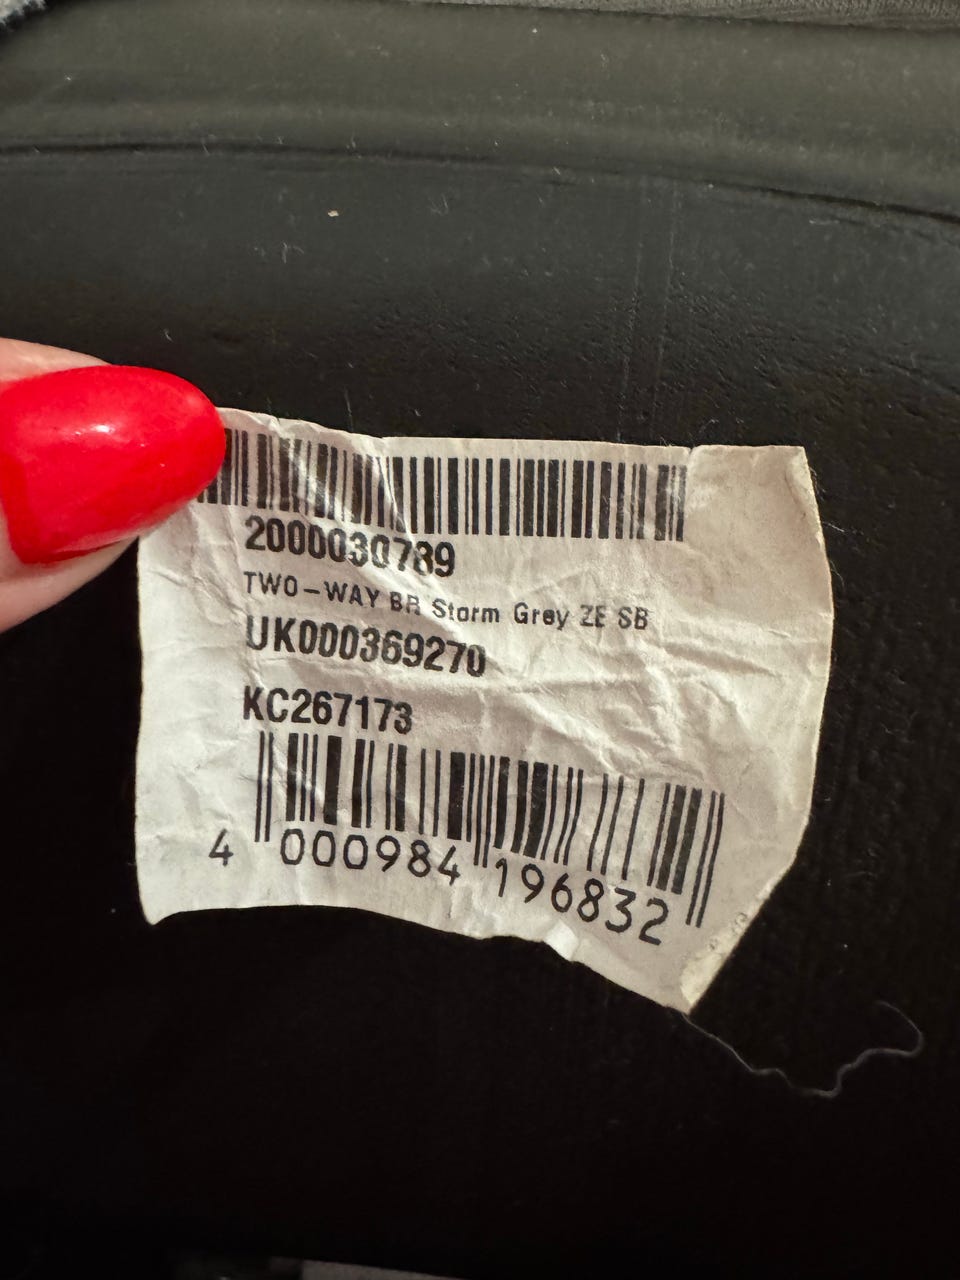 2000030789
TWO-WAY BR Storm Grey ZE SB
UK000369270
KC267173
4 000984 196832